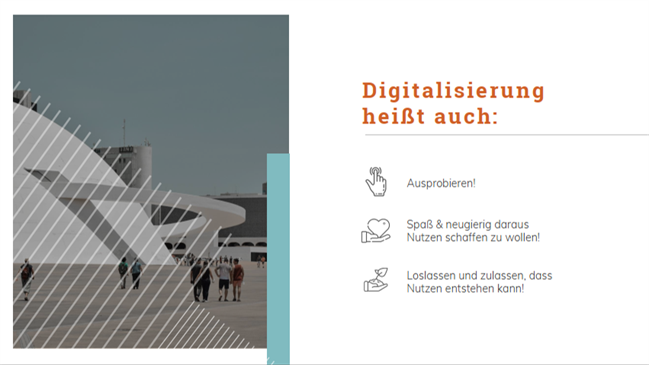 Digitalisierung
heißt auch:
Ausprobieren!
Spaß & neugierig daraus
Nutzen schaffen zu wollen!
Loslassen und zulassen, dass
Nutzen entstehen kann!